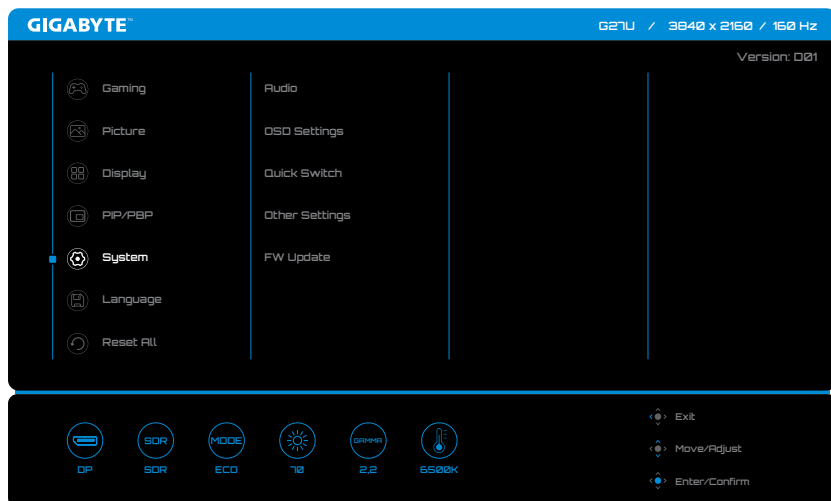 GIGABYTE™
G27U / 3840 x 2160 / 160 Hz
Version: D01
Gaming
Picture
Display
PIP/PBP
System
Language
Reset All
Audio
OSD Settings
Quick Switch
Other Settings
FW Update
SDR
MODE
GAMMA
DP
SDR
ECO
70
2,2
6500K
Exit
Move/Adjust
Enter/Confirm